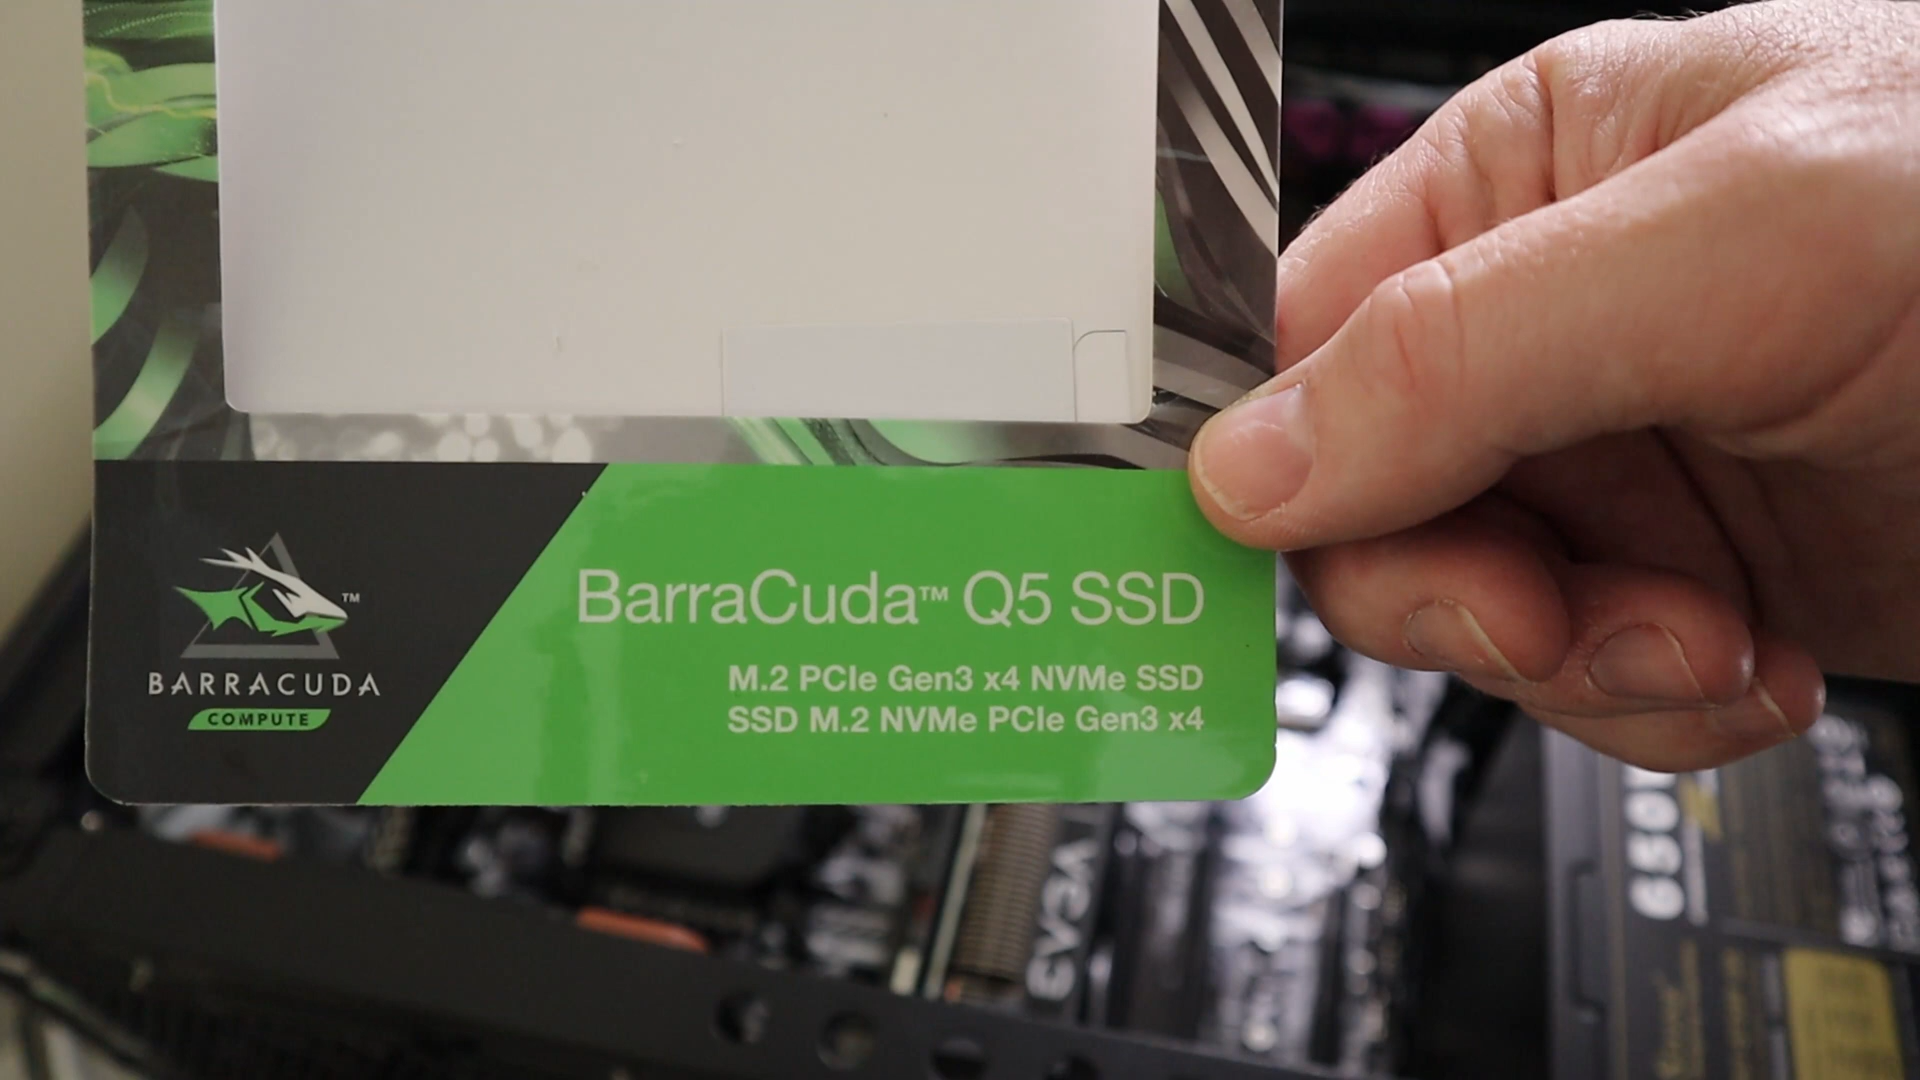 BarraCuda™ Q5 SSD
M.2 PCIe Gen3 x4 NVMe SSD
SSD M.2 NVMe PCIe Gen3 x4
™
BARRACUDA
COMPUTE
EVGA
650